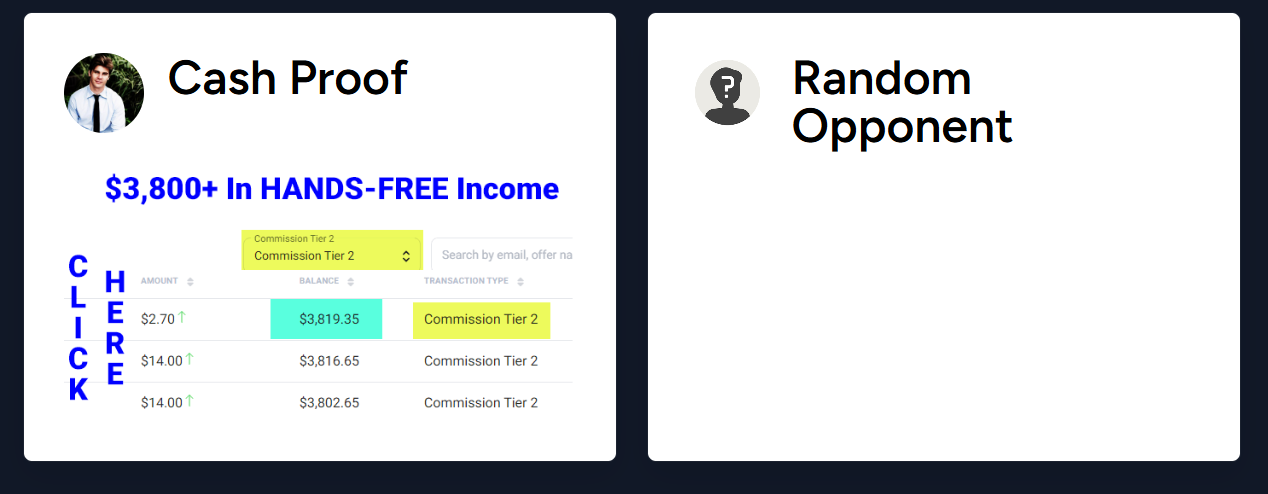 Cash Proof
$3,800+ In HANDS-FREE Income
CLICK
HERE
Commission Tier 2
Commission Tier 2
Search by email, offer na
AMOUNT BALANCE TRANSACTION TYPE
$2.70↑ $3,819.35 Commission Tier 2
$14.00↑ $3,816.65 Commission Tier 2
$14.00↑ $3,802.65 Commission Tier 2
?
Random
Opponent